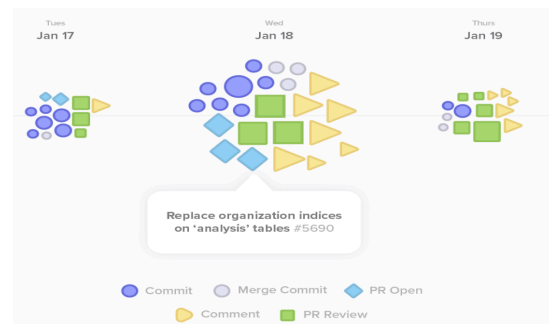 Tues
Wed
Thurs
Jan 17
Jan 18
Jan 19
Replace organization indices
on ‘analysis’ tables #5690
Commit
Merge Commit
PR Open
Comment
PR Review